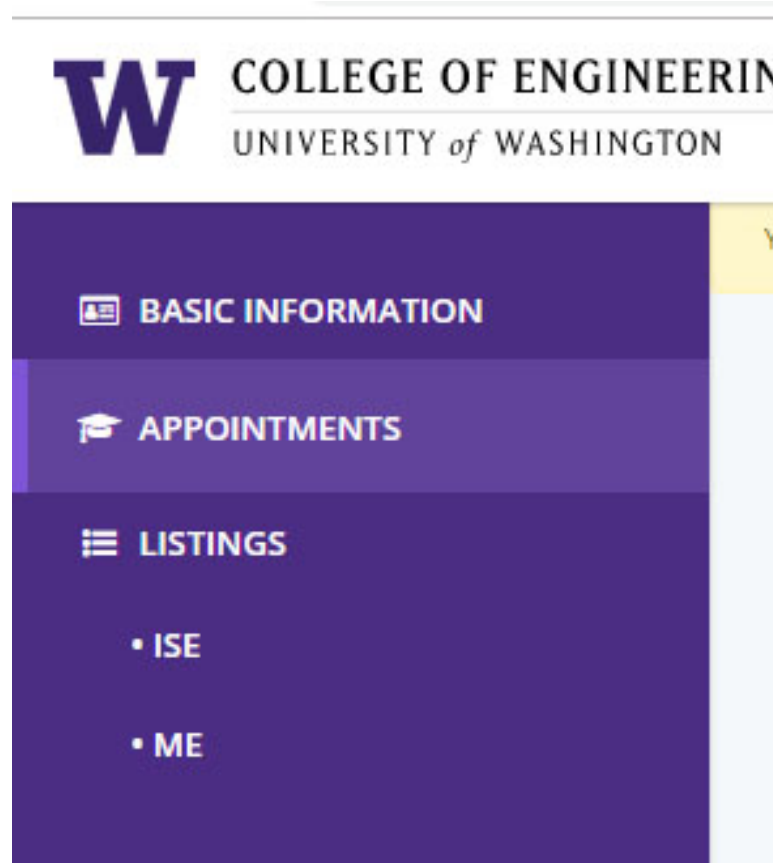 W
COLLEGE OF ENGINEERIN
UNIVERSITY of WASHINGTON
BASIC INFORMATION
APPOINTMENTS
LISTINGS
• ISE
• ME